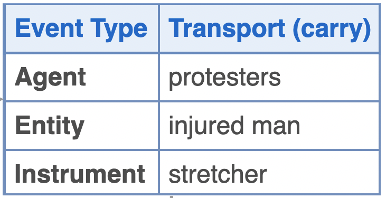 Event Type Transport (carry)
Agent protesters
Entity injured man
Instrument stretcher